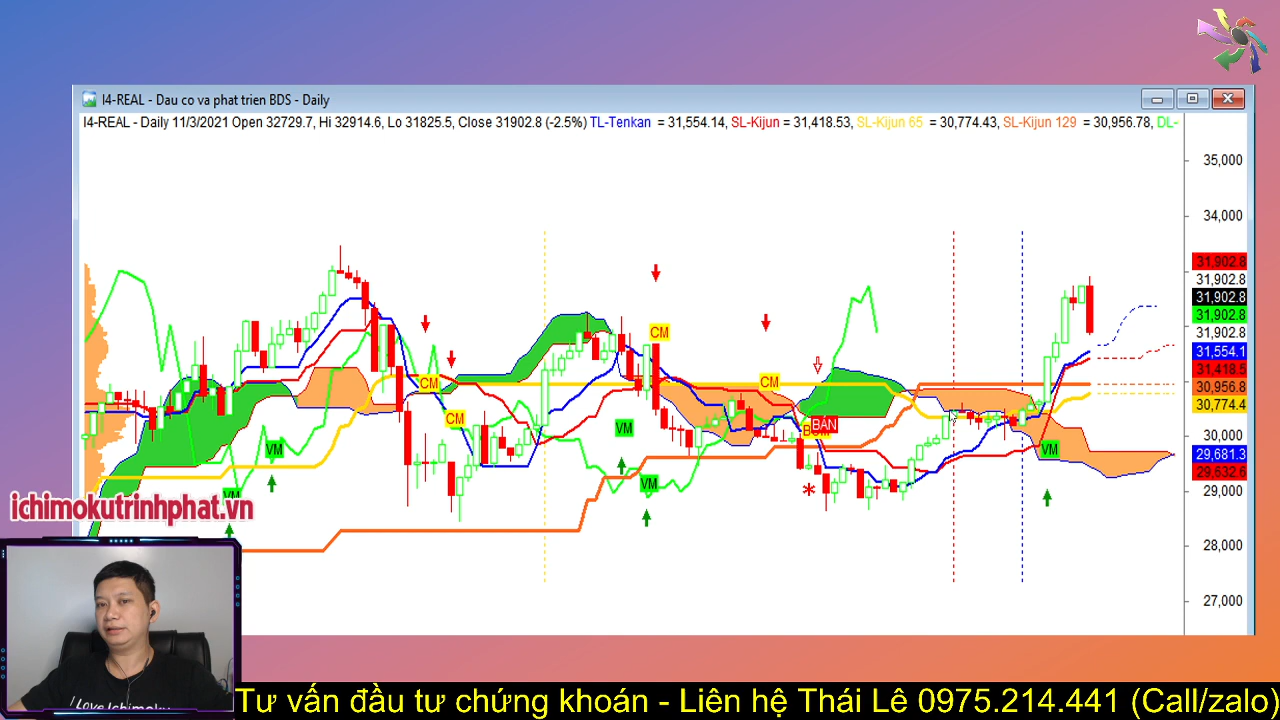 I4-REAL - Dau co va phat trien BDS - Daily
I4-REAL - Daily 11/3/2021 Open 32729.7, Hi 32914.6, Lo 31825.5, Close 31902.8 (-2.5%) TL-Tenkan = 31,554.14, SL-Kijun = 31,418.53, SL-Kijun 65 = 30,774.43, SL-Kijun 129 = 30,956.78, DL-
35,000
34,000
31,902.8
31,902.8
31,902.8
31,902.8
31,902.8
31,554.1
31,418.5
30,956.8
30,774.4
30,000
29,681.3
29,632.6
29,000
28,000
27,000
CM
CM
CM
CM
BAN
VM
VM
VM
VM
VM
ichimokutrinhphat.vn
I Love Ichimoku
Tư vấn đầu tư chứng khoán - Liên hệ Thái Lê 0975.214.441 (Call/zalo)